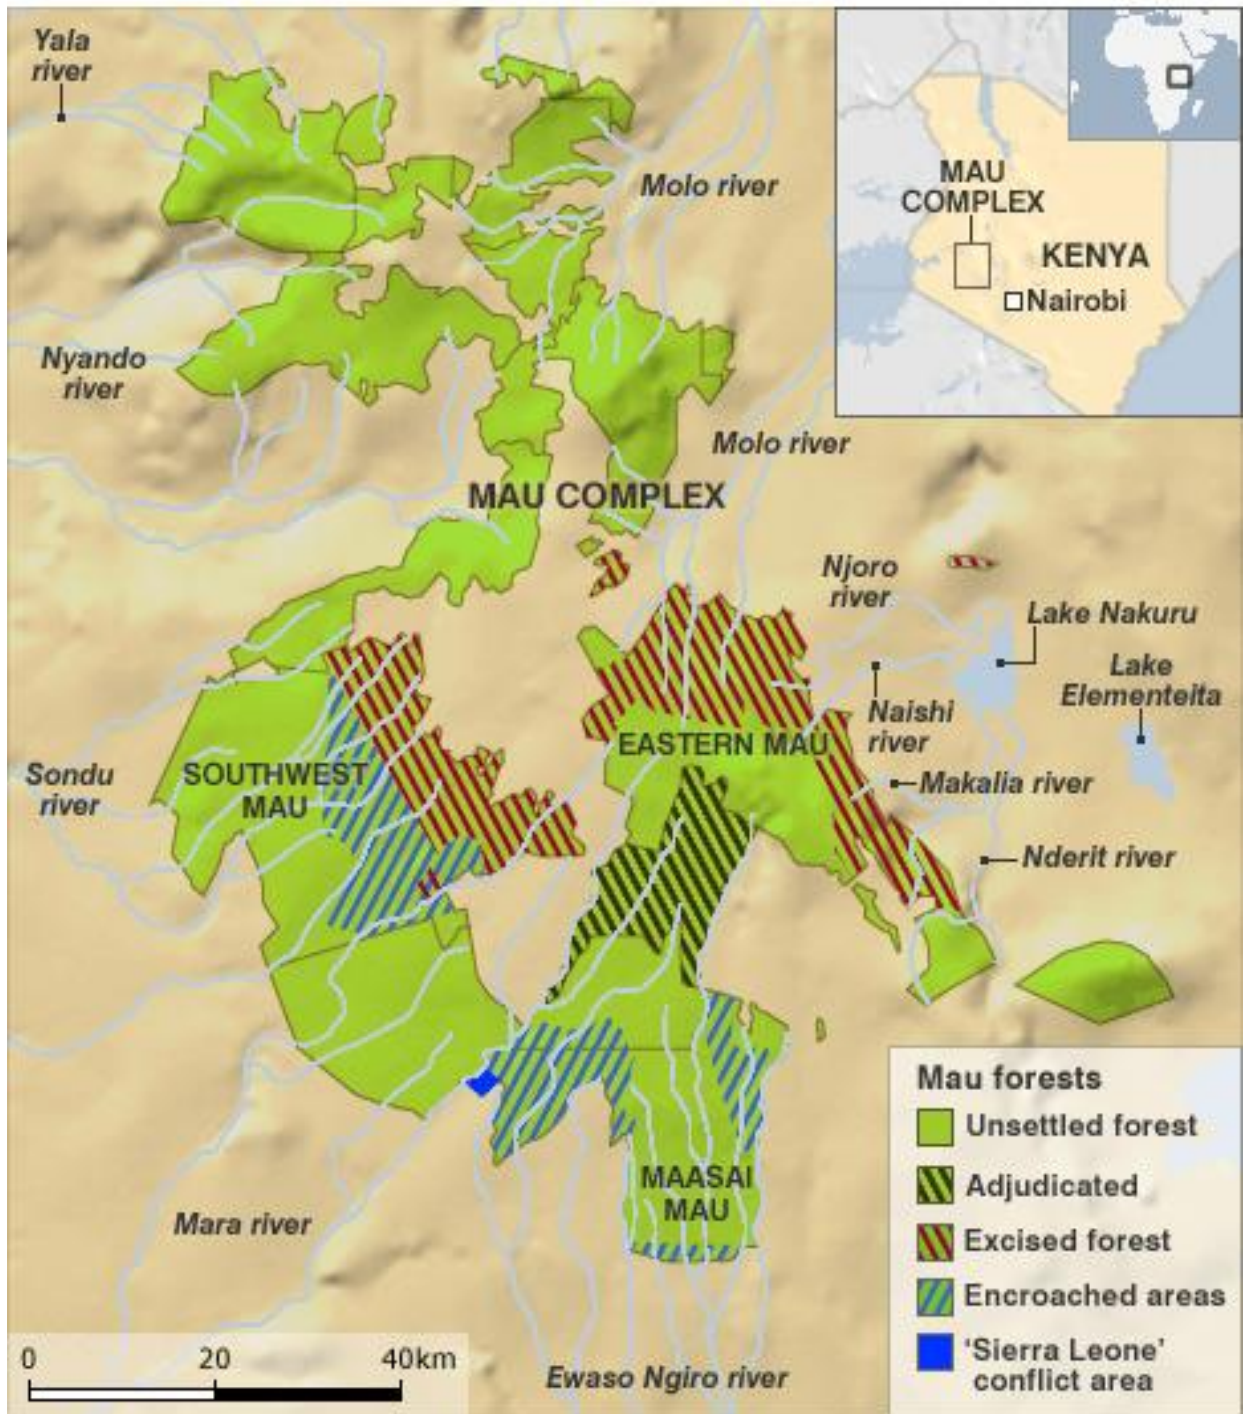 Yala
river
Molo river
MAU
COMPLEX
KENYA
Nairobi
Nyando
river
Molo river
MAU COMPLEX
Njoro
river
Lake Nakuru
Lake
Elementeita
Naishi
river
EASTERN MAU
Sondu
river
SOUTHWEST
MAU
Makalia river
Nderit river
MAASAI
MAU
Mara river
Ewaso Ngiro river
Mau forests
Unsettled forest
Adjudicated
Excised forest
Encroached areas
‘Sierra Leone’
conflict area
0 20 40km